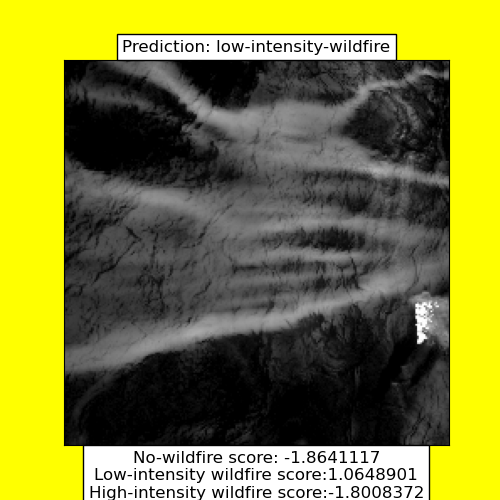 Prediction: low-intensity-wildfire
No-wildfire score: -1.8641117
Low-intensity wildfire score:1.0648901
High-intensity wildfire score:-1.8008372